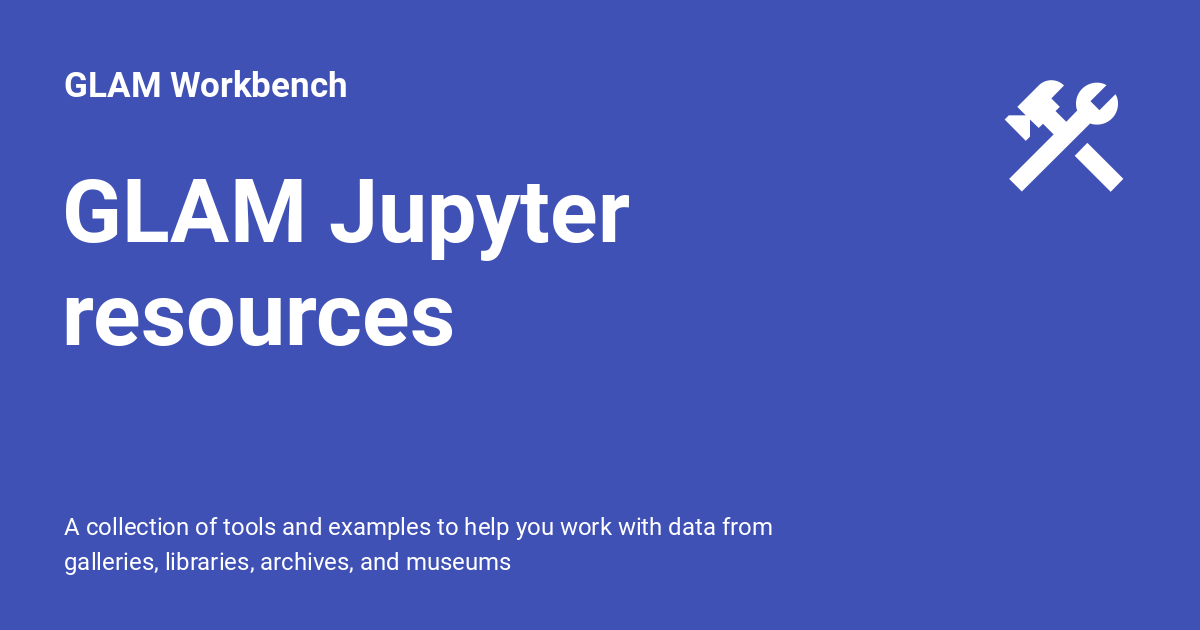 GLAM Workbench
GLAM Jupyter
resources
A collection of tools and examples to help you work with data from
galleries, libraries, archives, and museums